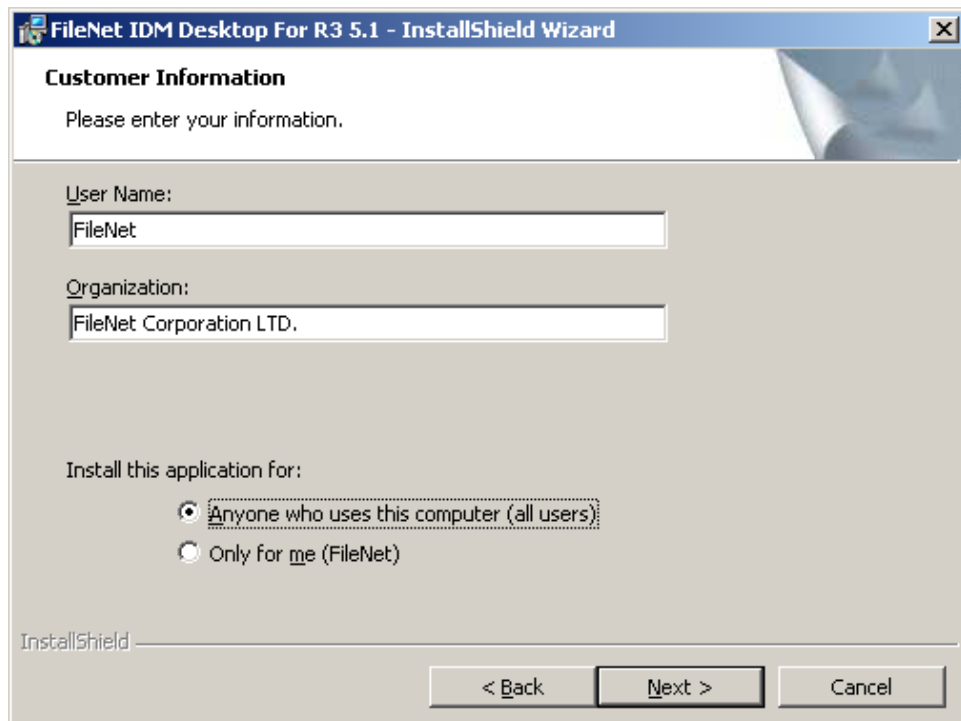 FileNet IDM Desktop For R3 5.1 - InstallShield Wizard
Customer Information
Please enter your information.
User Name:
FileNet
Organization:
FileNet Corporation LTD.
Install this application for:
Anyone who uses this computer (all users)
Only for me (FileNet)
InstallShield
< Back Next > Cancel